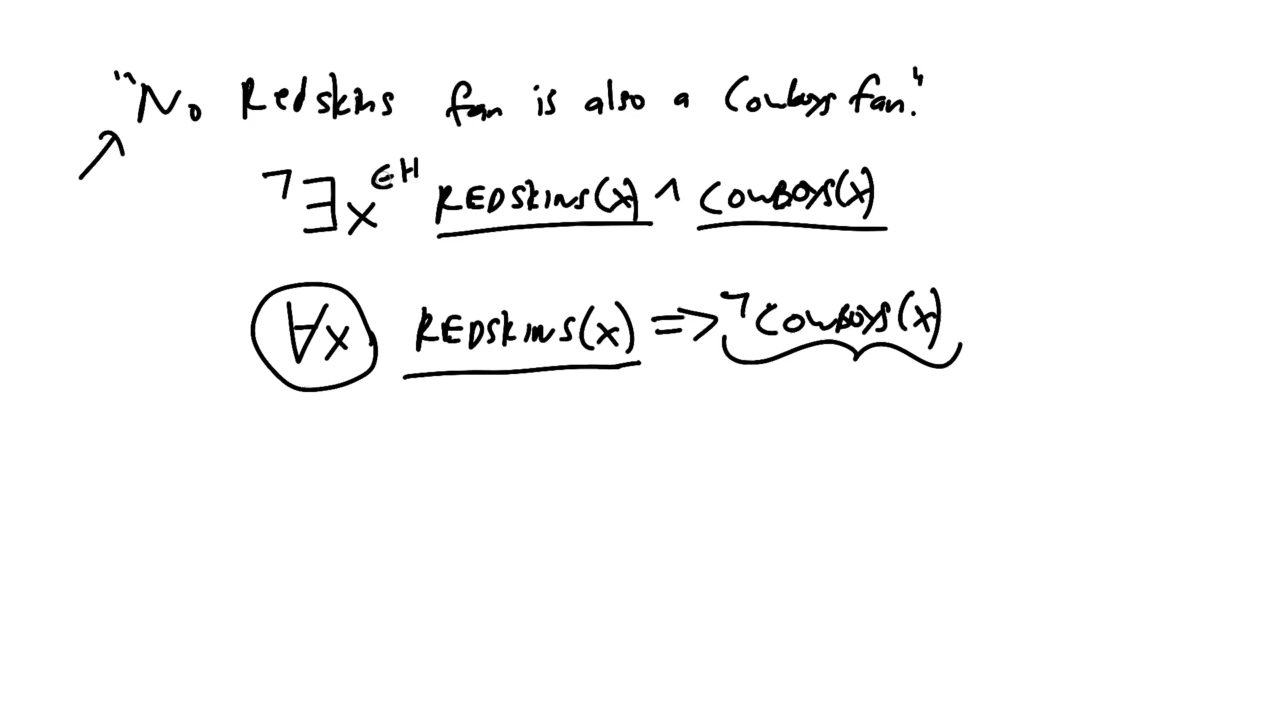 "No Redskins fan is also a Cowboys fan."
¬∃x∈H REDSKINS(x) ∧ COWBOYS(x)
∀x REDSKINS(x) => ¬COWBOYS(x)